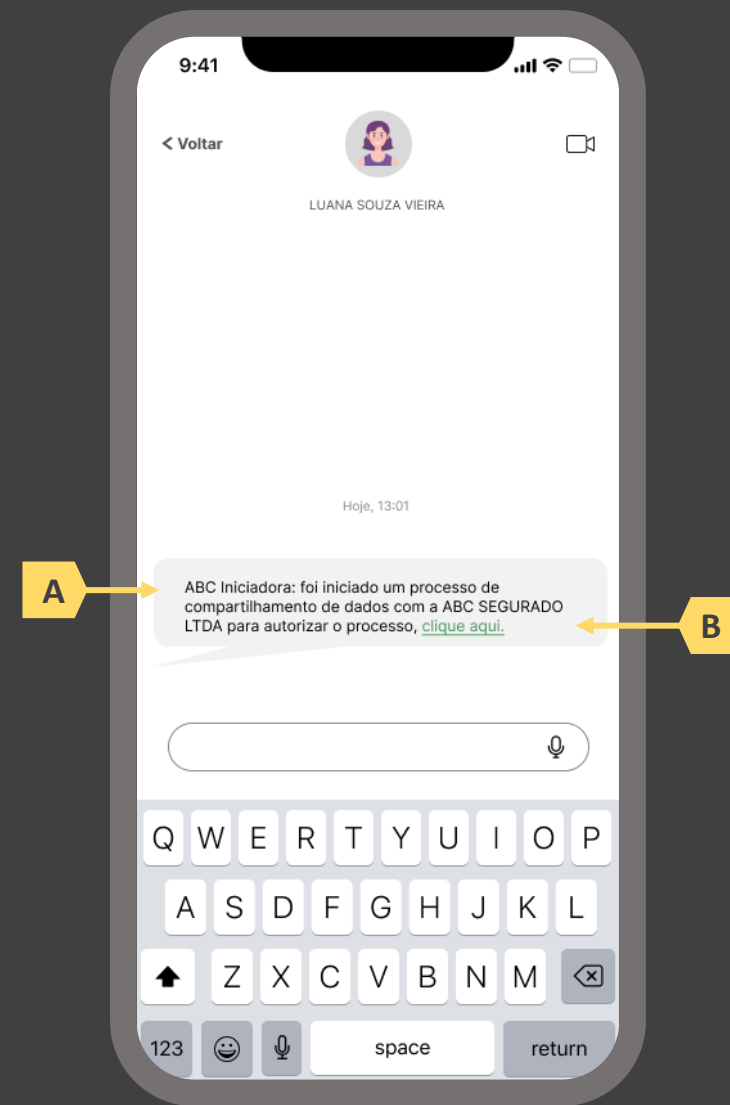 9:41
< Voltar
LUANA SOUZA VIEIRA
Hoje, 13:01
A
ABC Iniciadora: foi iniciado um processo de
compartilhamento de dados com a ABC SEGURADO
LTDA para autorizar o processo, clique aqui.
B
Q W E R T Y U I O P
A S D F G H J K L
Z X C V B N M
123 space return